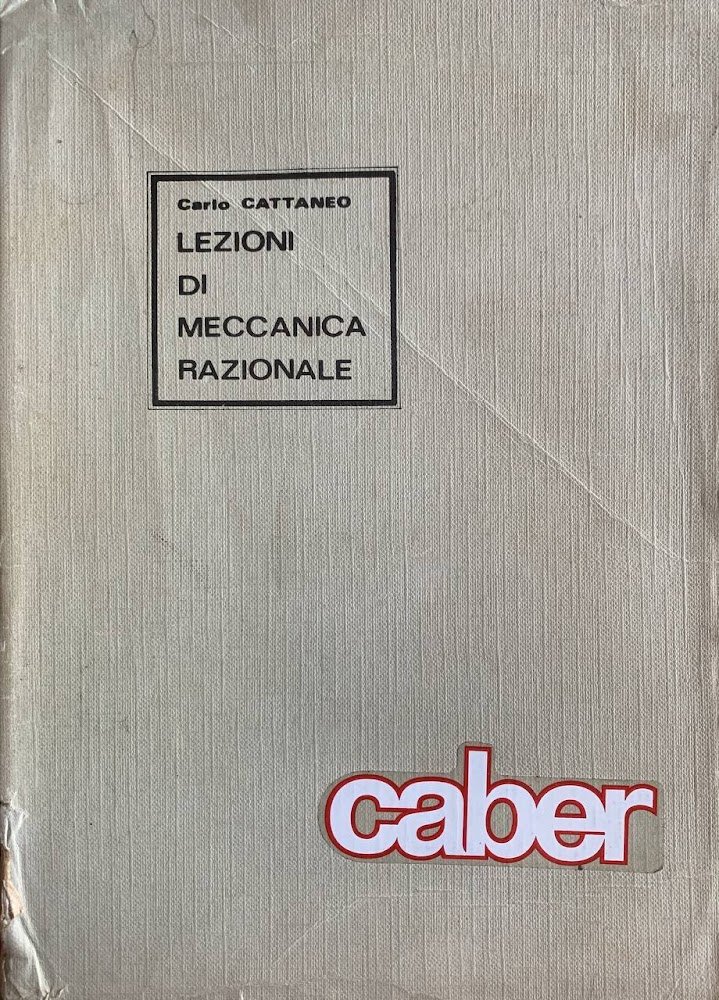 Carlo CATTANEO
LEZIONI
DI
MECCANICA
RAZIONALE
caber